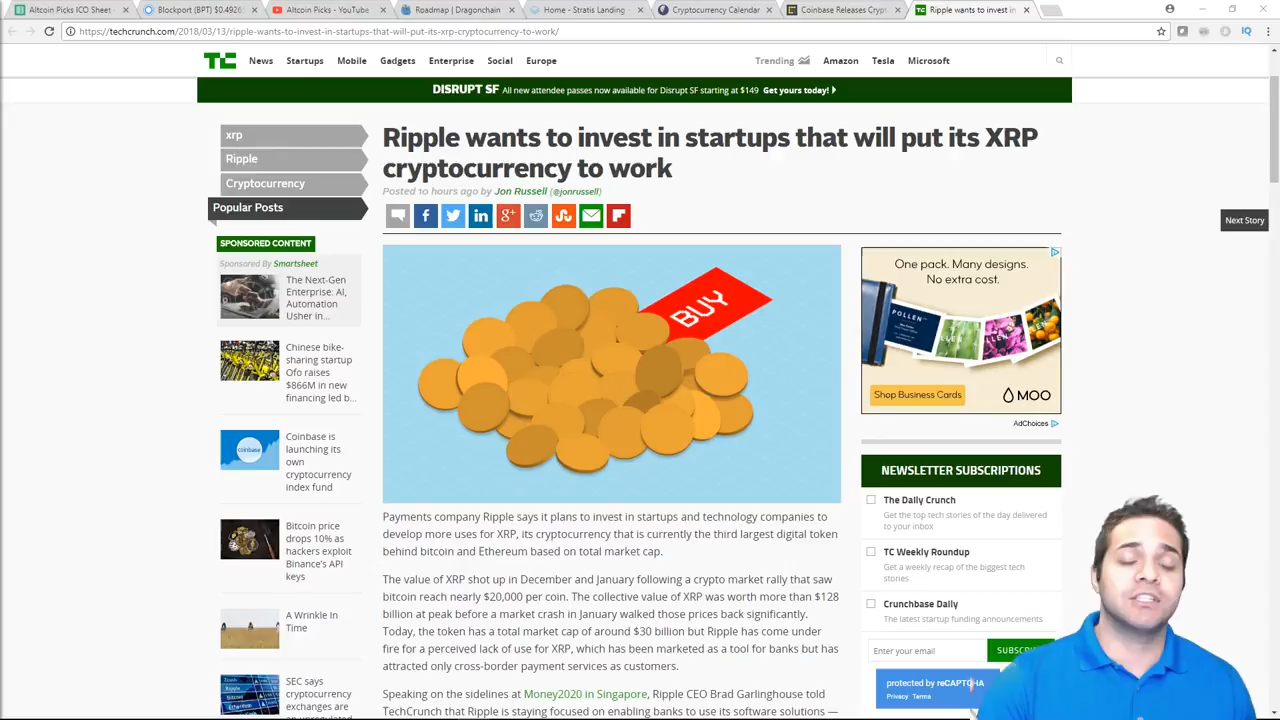 Altcoin Picks ICO Sheet
Blockport (BPT) $0.4926
Altcoin Picks - YouTube
Roadmap | Dragonchain
Home - Stratis Landing
Cryptocurrency Calendar
Coinbase Releases Crypt
Ripple wants to invest in
https://techcrunch.com/2018/03/13/ripple-wants-to-invest-in-startups-that-will-put-its-xrp-cryptocurrency-to-work/
TC News Startups Mobile Gadgets Enterprise Social Europe Trending Amazon Tesla Microsoft
DISRUPT SF All new attendee passes now available for Disrupt SF starting at $149 Get yours today!
xrp
Ripple
Cryptocurrency
Popular Posts
SPONSORED CONTENT
Sponsored By Smartsheet
The Next-Gen
Enterprise: AI,
Automation
Usher in...
Chinese bike-
sharing startup
Ofo raises
$866M in new
financing led b...
coinbase
Coinbase is
launching its
own
cryptocurrency
index fund
Bitcoin price
drops 10% as
hackers exploit
Binance's API
keys
A Wrinkle In
Time
SEC says
cryptocurrency
exchanges are
Ripple wants to invest in startups that will put its XRP
cryptocurrency to work
Posted 10 hours ago by Jon Russell (@jonrussell)
BUY
Payments company Ripple says it plans to invest in startups and technology companies to
develop more uses for XRP, its cryptocurrency that is currently the third largest digital token
behind bitcoin and Ethereum based on total market cap.
The value of XRP shot up in December and January following a crypto market rally that saw
bitcoin reach nearly $20,000 per coin. The collective value of XRP was worth more than $128
billion at peak before a market crash in January walked those prices back significantly.
Today, the token has a total market cap of around $30 billion but Ripple has come under
fire for a perceived lack of use for XRP, which has been marketed as a tool for banks but has
attracted only cross-border payment services as customers.
Speaking on the sidelines at Money2020 in Singapore, Ripple CEO Brad Garlinghouse told
TechCrunch that Ripple is staying focused on enabling banks to use its software solutions —
Next Story
One pack. Many designs.
No extra cost.
POLLEN
Shop Business Cards
MOO
AdChoices
NEWSLETTER SUBSCRIPTIONS
The Daily Crunch
Get the top tech stories of the day delivered
to your inbox
TC Weekly Roundup
Get a weekly recap of the biggest tech
stories
Crunchbase Daily
The latest startup funding announcements
Enter your email
SUBSCRI
protected by reCAPTCHA
Privacy Terms